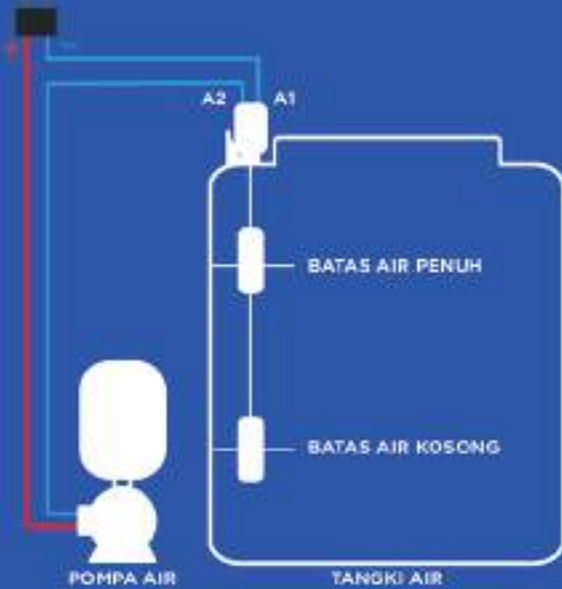 + −
A2 A1
BATAS AIR PENUH
BATAS AIR KOSONG
POMPA AIR TANGKI AIR